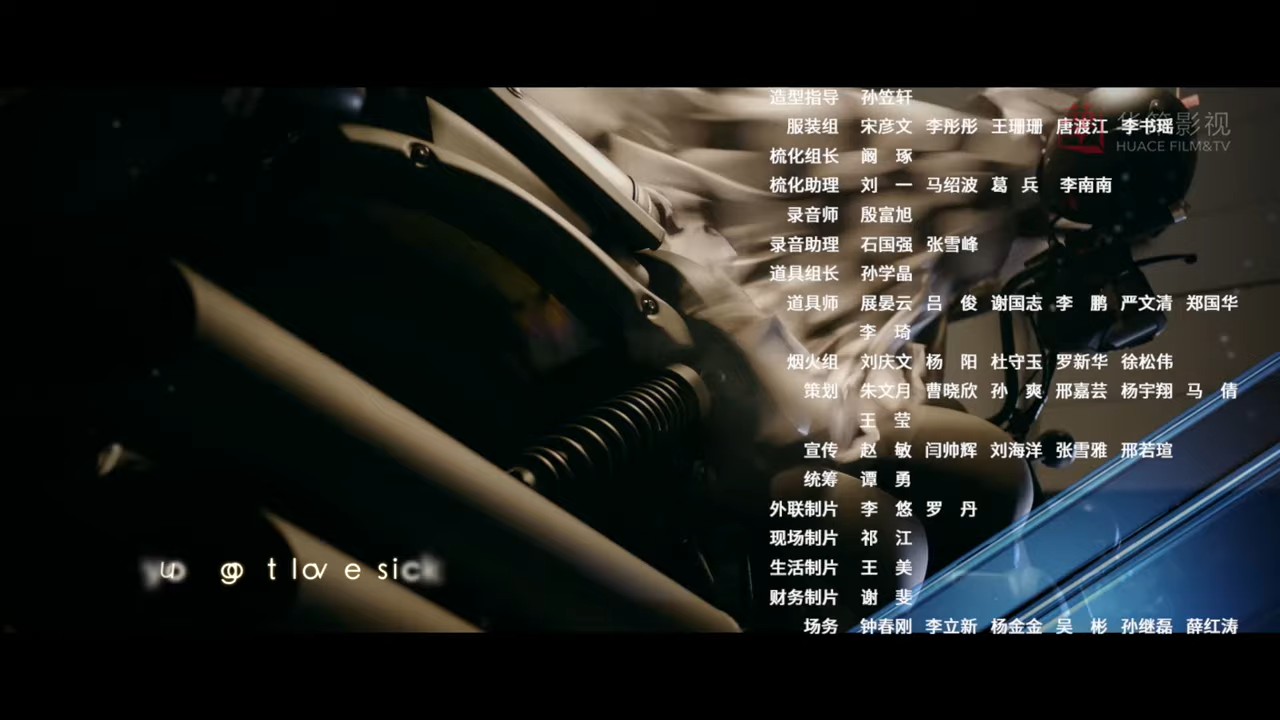 造型指导 孙笠轩
服装组 宋彦文 李彤彤 王珊珊 唐渡江 李书瑶
华策影视
HUACE FILM&TV
梳化组长 阚 琢
梳化助理 刘 一 马绍波 葛 兵 李南南
录音师 殷富旭
录音助理 石国强 张雪峰
道具组长 孙学晶
道具师 展晏云 吕 俊 谢国志 李 鹏 严文清 郑国华
李 琦
烟火组 刘庆文 杨 阳 杜守玉 罗新华 徐松伟
策划 朱文月 曹晓欣 孙 爽 邢嘉芸 杨宇翔 马 倩
王 莹
宣传 赵 敏 闫帅辉 刘海洋 张雪雅 邢若瑄
统筹 谭 勇
外联制片 李 悠 罗 丹
现场制片 祁 江
生活制片 王 美
财务制片 谢 斐
场务 钟春刚 李立新 杨金金 吴 彬 孙继磊 薛红涛
you got love sick